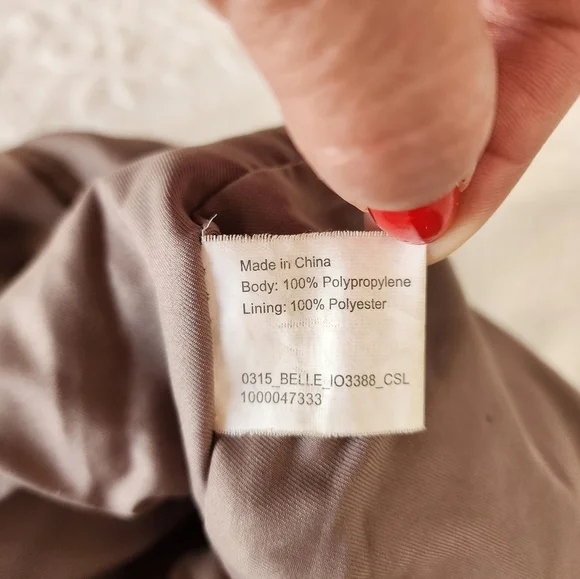 Made in China
Body: 100% Polypropylene
Lining: 100% Polyester
0315_BELLE_IO3388_CSL
1000047333